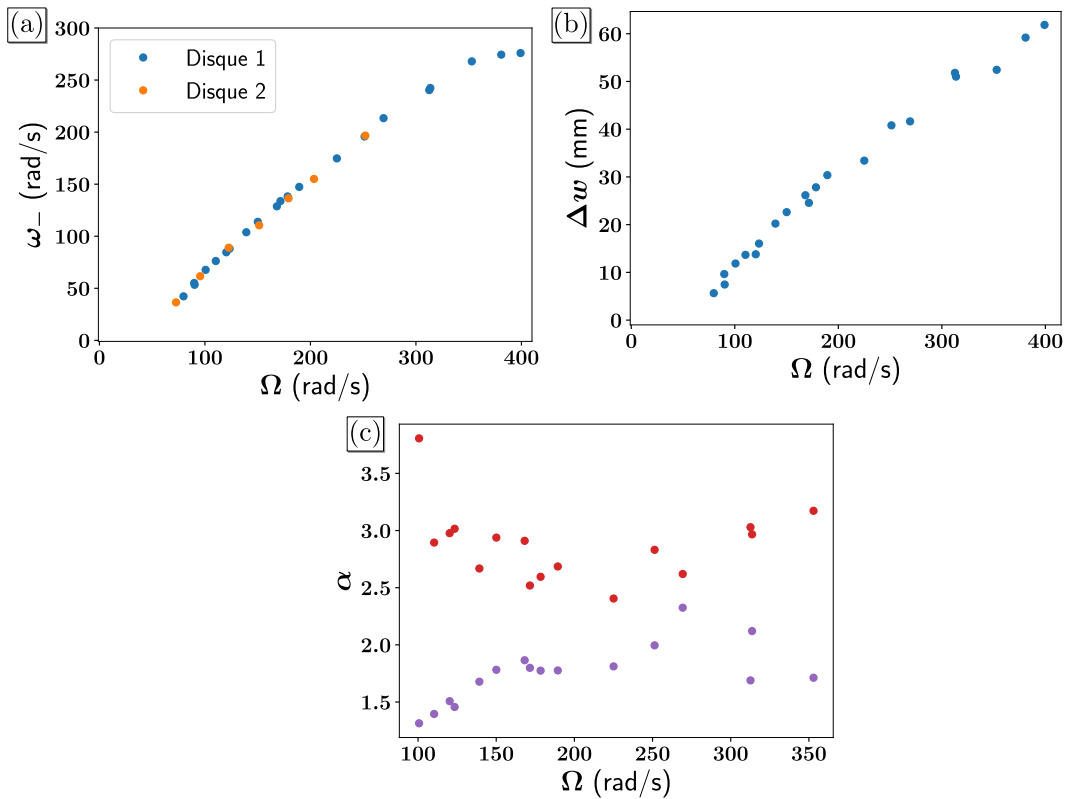 (a)
300
250
200
150
100
50
0
ω− (rad/s)
Disque 1
Disque 2
0 100 200 300 400
Ω (rad/s)
(b)
60
50
40
30
20
10
0
Δw (mm)
0 100 200 300 400
Ω (rad/s)
(c)
3.5
3.0
2.5
2.0
1.5
α
100 150 200 250 300 350
Ω (rad/s)